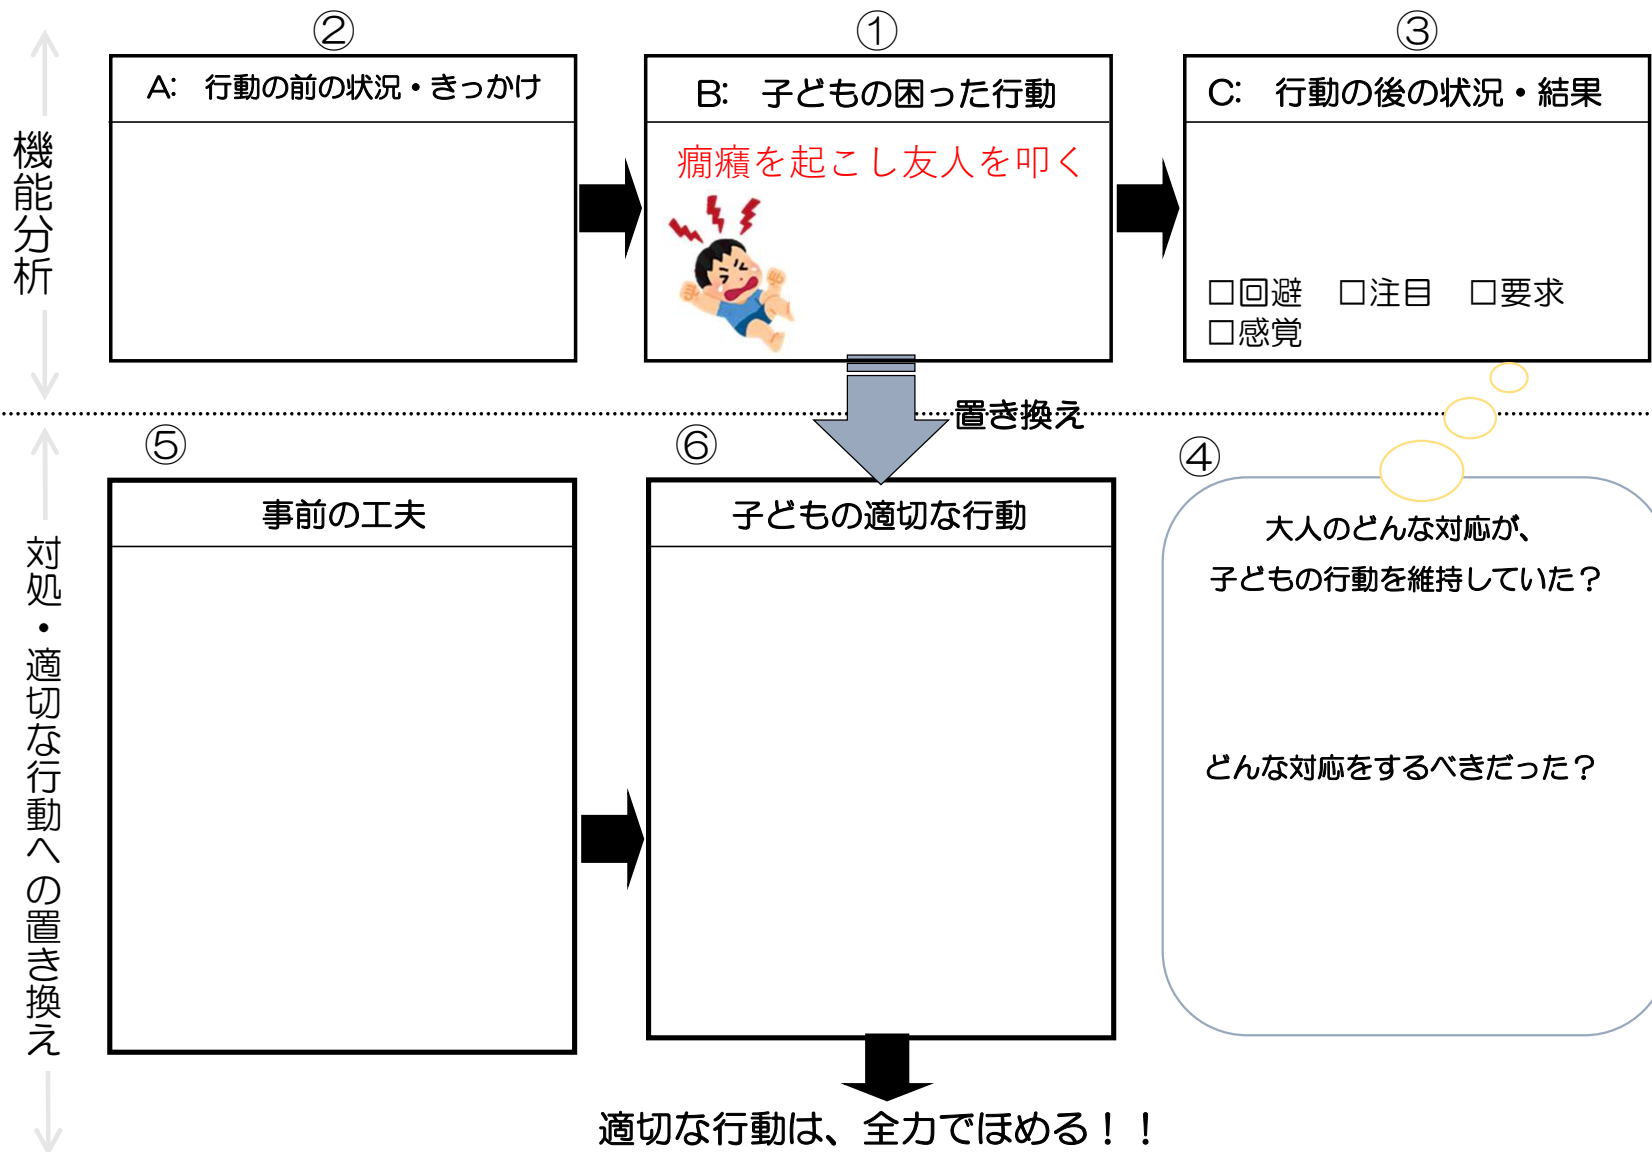 機能分析
②
A: 行動の前の状況・きっかけ
①
B: 子どもの困った行動
癇癪を起こし友人を叩く
③
C: 行動の後の状況・結果
□回避 □注目 □要求
□感覚
置き換え
対処・適切な行動への置き換え
⑤
事前の工夫
⑥
子どもの適切な行動
④
大人のどんな対応が、
子どもの行動を維持していた？
どんな対応をするべきだった？
適切な行動は、全力でほめる！！